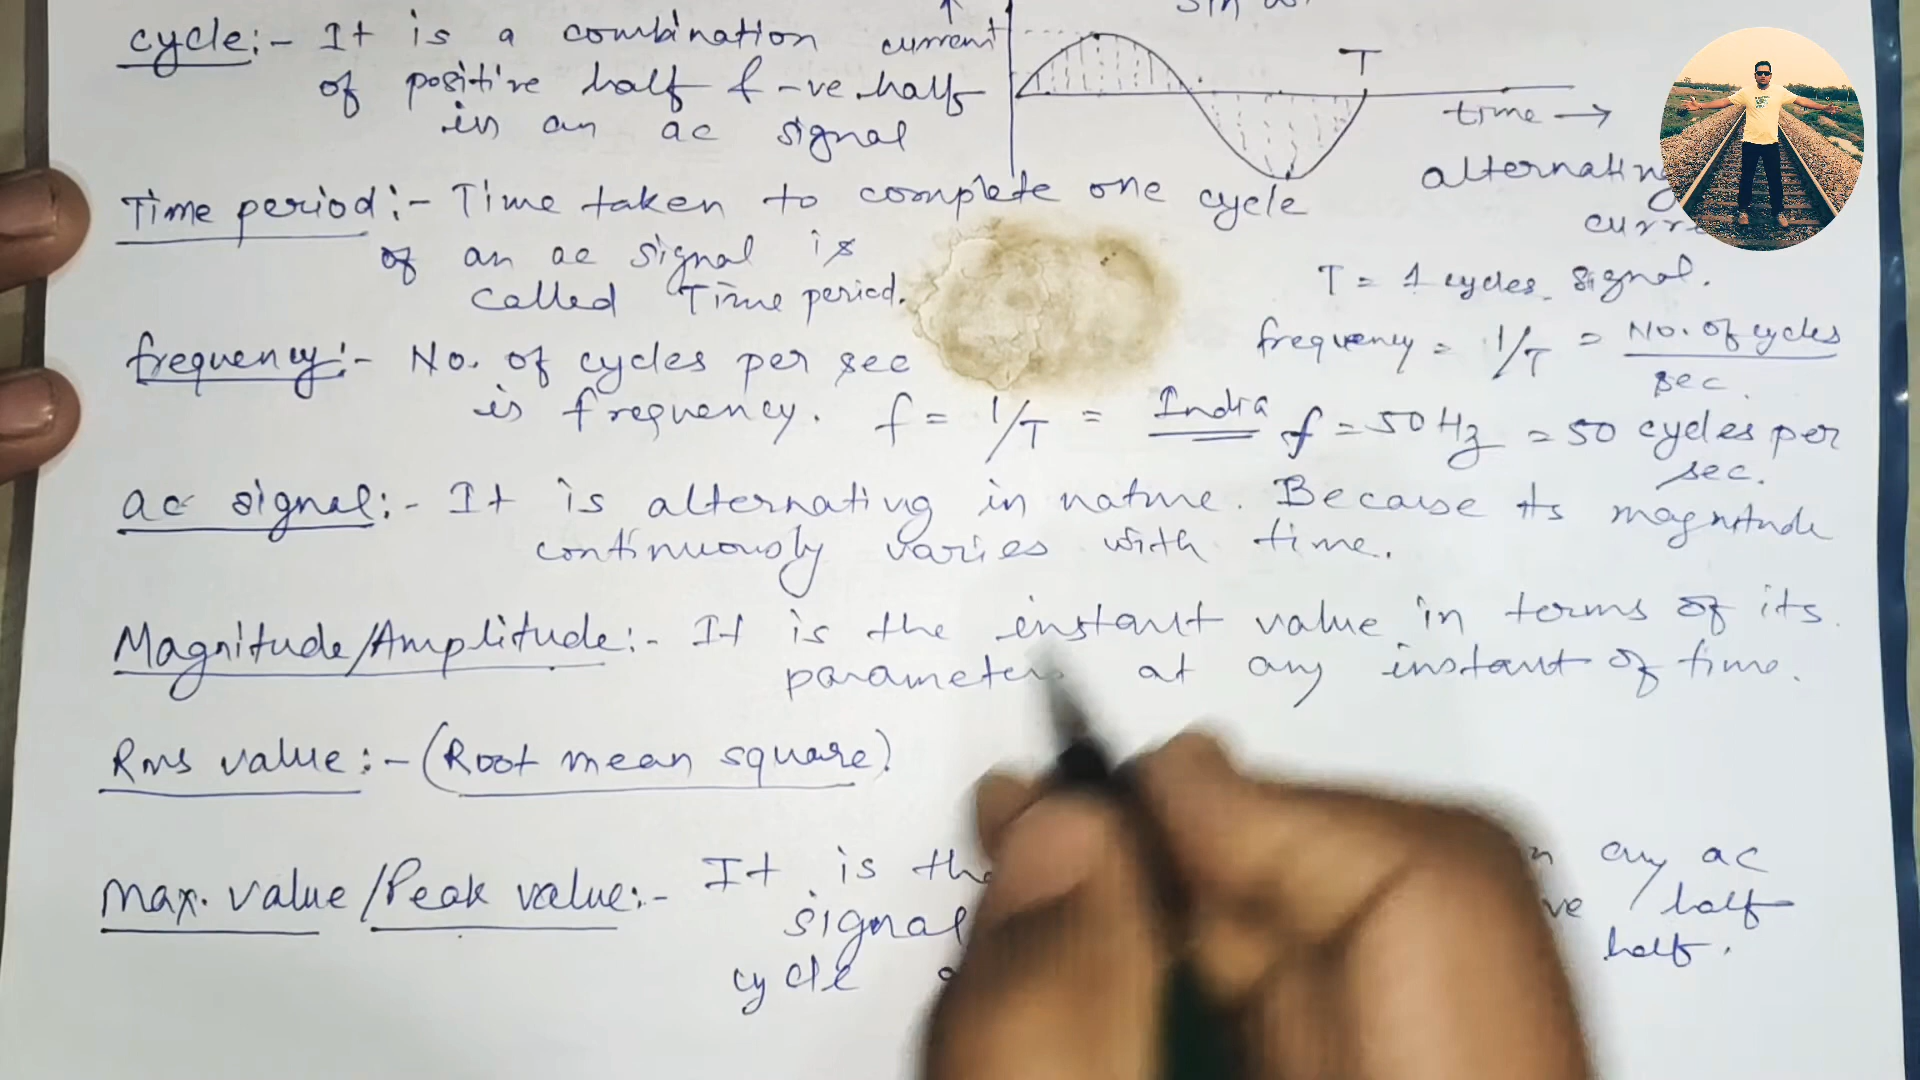 sin
cycle:- It is a combination
of positive half & -ve half
in an ac signal
current
T
time →
alternating
Time period:- Time taken to complete one cycle
of an ac signal is
called Time period.
T = 1 cycles signal.
frequency = 1/T = No. of cycles
sec.
frequency:- No. of cycles per sec
is frequency. f = 1/T = India f = 50 Hz = 50 cycles per
sec.
ac signal:- It is alternating in nature. Because its magnitude
continuously varies with time.
Magnitude/Amplitude:- It is the instant value in terms of its
parameters at any instant of time.
Rms value:- (Root mean square)
Max. value/Peak value:- It is any ac
signal half
cycle half.